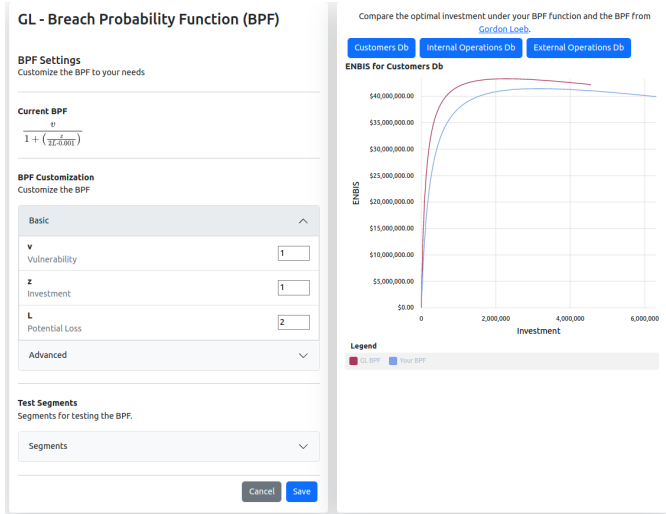 GL - Breach Probability Function (BPF)
BPF Settings
Customize the BPF to your needs
Current BPF
v
1 + ( z / 2L·0.001 )
BPF Customization
Customize the BPF
Basic
v
Vulnerability
1
z
Investment
1
L
Potential Loss
2
Advanced
Test Segments
Segments for testing the BPF.
Segments
Cancel Save
Compare the optimal investment under your BPF function and the BPF from
Gordon Loeb.
Customers Db Internal Operations Db External Operations Db
ENBIS for Customers Db
ENBIS
$40,000,000.00
$35,000,000.00
$30,000,000.00
$25,000,000.00
$20,000,000.00
$15,000,000.00
$10,000,000.00
$5,000,000.00
$0.00
0 2,000,000 4,000,000 6,000,000
Investment
Legend
GL BPF Your BPF